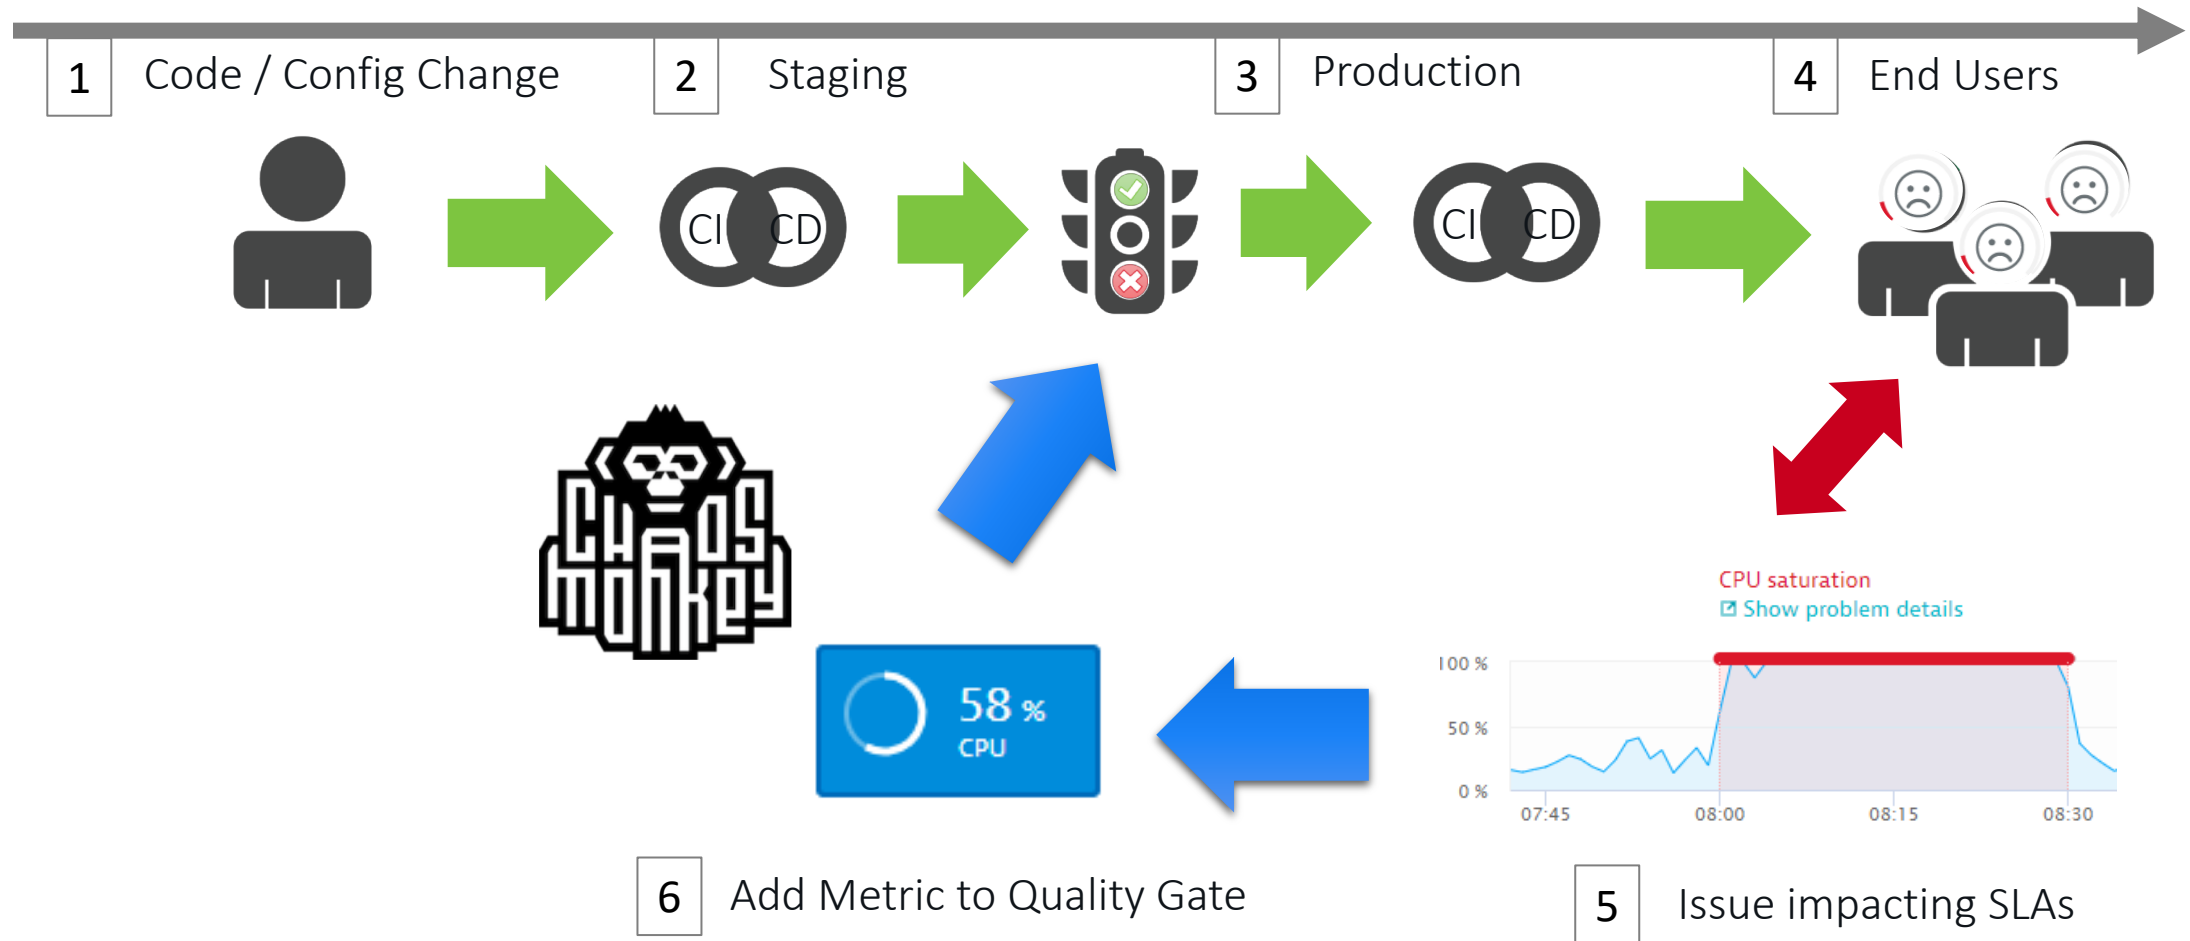 1 Code / Config Change
2 Staging
3 Production
4 End Users
CI CD
CI CD
CHAOS
monkey
CPU saturation
Show problem details
100 %
50 %
0 %
07:45 08:00 08:15 08:30
58 %
CPU
6 Add Metric to Quality Gate
5 Issue impacting SLAs